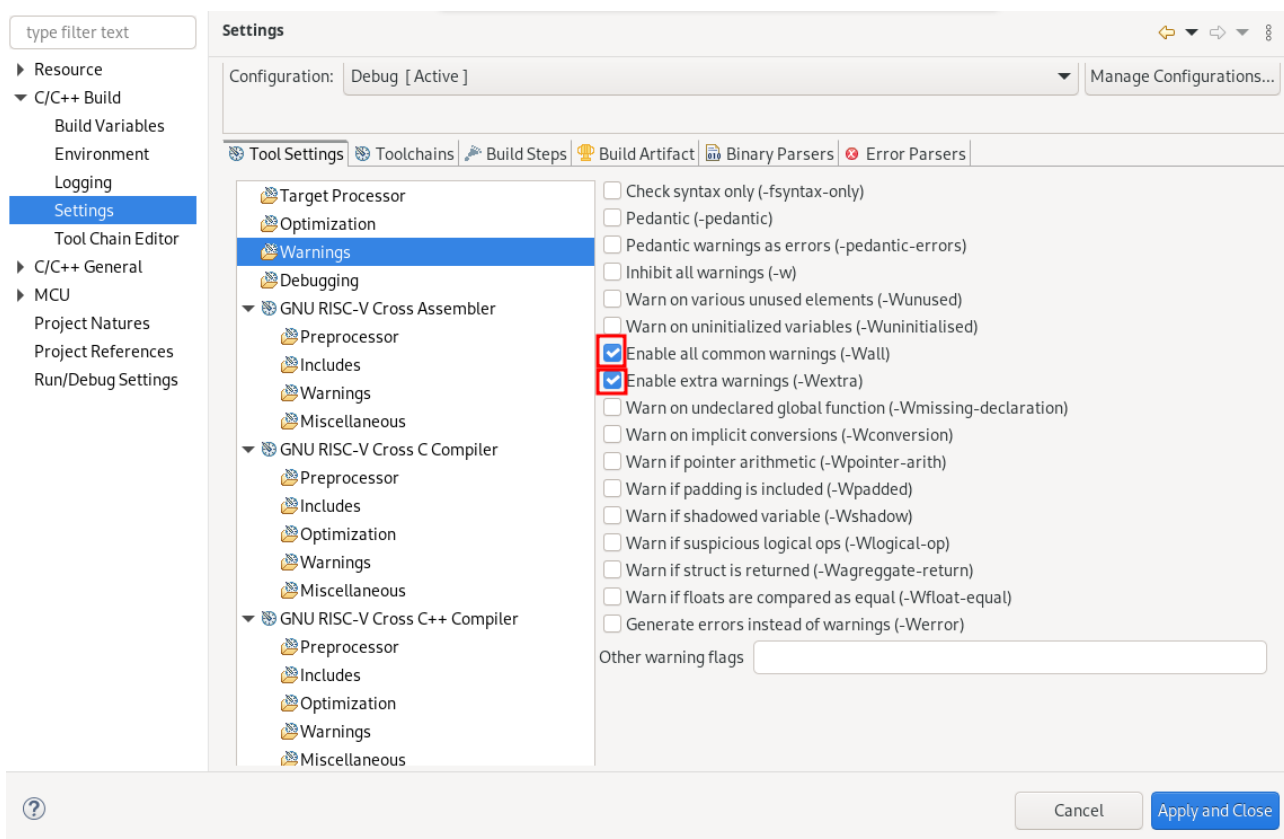 type filter text
Resource
C/C++ Build
Build Variables
Environment
Logging
Settings
Tool Chain Editor
C/C++ General
MCU
Project Natures
Project References
Run/Debug Settings
Settings
Configuration: Debug [ Active ] Manage Configurations...
Tool Settings Toolchains Build Steps Build Artifact Binary Parsers Error Parsers
Target Processor
Optimization
Warnings
Debugging
GNU RISC-V Cross Assembler
Preprocessor
Includes
Warnings
Miscellaneous
GNU RISC-V Cross C Compiler
Preprocessor
Includes
Optimization
Warnings
Miscellaneous
GNU RISC-V Cross C++ Compiler
Preprocessor
Includes
Optimization
Warnings
Miscellaneous
Check syntax only (-fsyntax-only)
Pedantic (-pedantic)
Pedantic warnings as errors (-pedantic-errors)
Inhibit all warnings (-w)
Warn on various unused elements (-Wunused)
Warn on uninitialized variables (-Wuninitialised)
Enable all common warnings (-Wall)
Enable extra warnings (-Wextra)
Warn on undeclared global function (-Wmissing-declaration)
Warn on implicit conversions (-Wconversion)
Warn if pointer arithmetic (-Wpointer-arith)
Warn if padding is included (-Wpadded)
Warn if shadowed variable (-Wshadow)
Warn if suspicious logical ops (-Wlogical-op)
Warn if struct is returned (-Wagreggate-return)
Warn if floats are compared as equal (-Wfloat-equal)
Generate errors instead of warnings (-Werror)
Other warning flags
Cancel Apply and Close